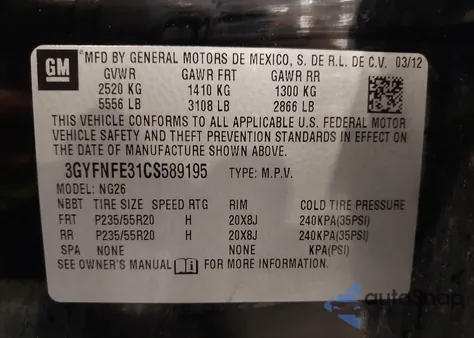 GM
MFD BY GENERAL MOTORS DE MEXICO, S. DE R.L. DE C.V. 03/12
GVWR GAWR FRT GAWR RR
2520 KG 1410 KG 1300 KG
5556 LB 3108 LB 2866 LB
THIS VEHICLE CONFORMS TO ALL APPLICABLE U.S. FEDERAL MOTOR
VEHICLE SAFETY AND THEFT PREVENTION STANDARDS IN EFFECT ON
THE DATE OF MANUFACTURE SHOWN ABOVE.
3GYFNFE31CS589195 TYPE: M.P.V.
MODEL: NG26
NBBT TIRE SIZE SPEED RTG RIM COLD TIRE PRESSURE
FRT P235/55R20 H 20X8J 240KPA(35PSI)
RR P235/55R20 H 20X8J 240KPA(35PSI)
SPA NONE NONE KPA(PSI)
SEE OWNER'S MANUAL i FOR MORE INFORMATION.
autoSnap